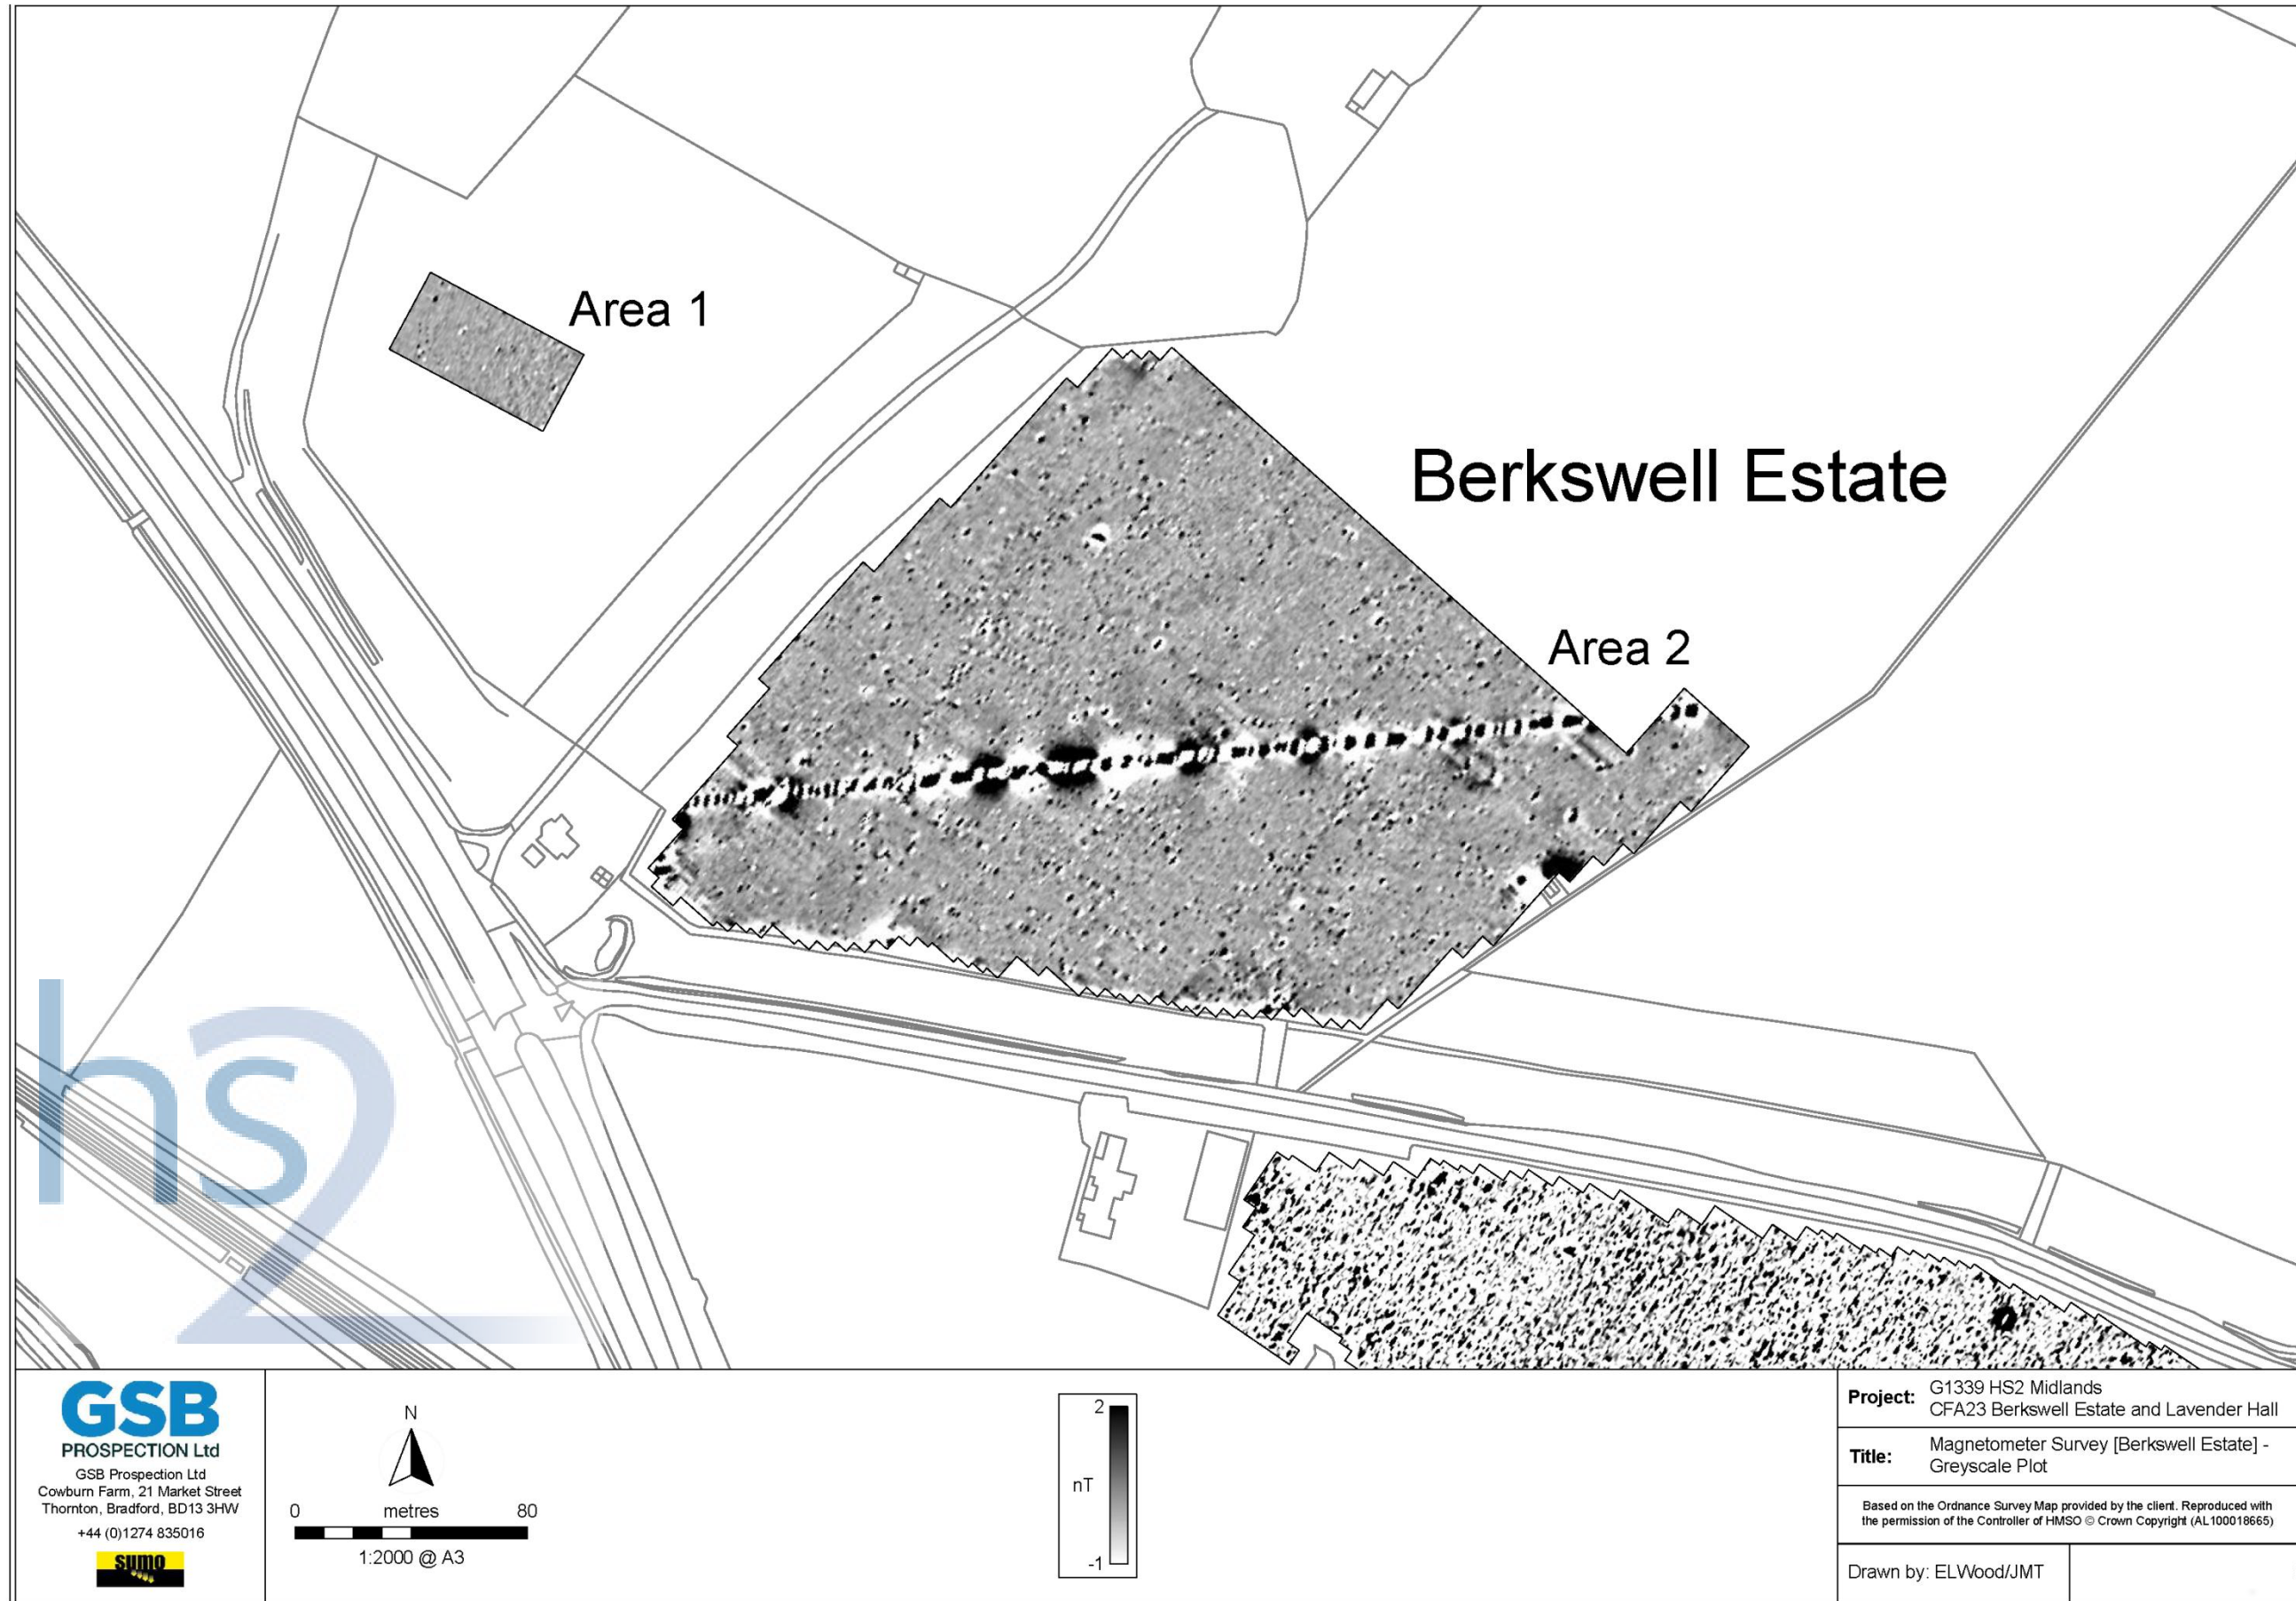 Area 1
Berkswell Estate
Area 2
hs2
GSB
PROSPECTION Ltd
GSB Prospection Ltd
Cowburn Farm, 21 Market Street
Thornton, Bradford, BD13 3HW
+44 (0)1274 835016
sumo
N
0 metres 80
1:2000 @ A3
2
nT
-1
Project: G1339 HS2 Midlands
CFA23 Berkswell Estate and Lavender Hall
Title: Magnetometer Survey [Berkswell Estate] -
Greyscale Plot
Based on the Ordnance Survey Map provided by the client. Reproduced with
the permission of the Controller of HMSO © Crown Copyright (AL100018665)
Drawn by: ELWood/JMT